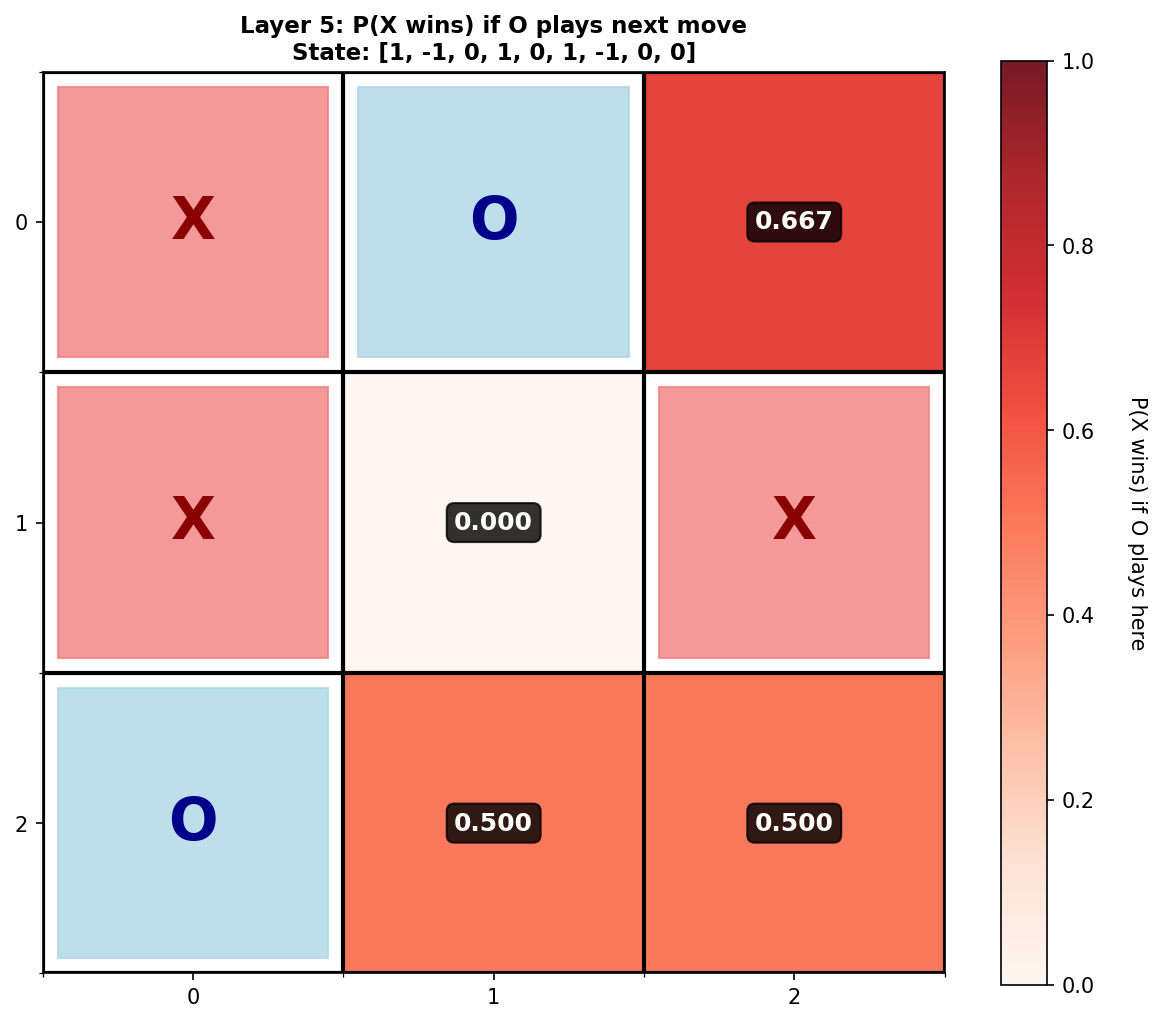 Layer 5: P(X wins) if O plays next move
State: [1, -1, 0, 1, 0, 1, -1, 0, 0]
X
O
0.667
X
0.000
X
O
0.500
0.500
0
1
2
0
1
2
1.0
0.8
0.6
0.4
0.2
0.0
P(X wins) if O plays here